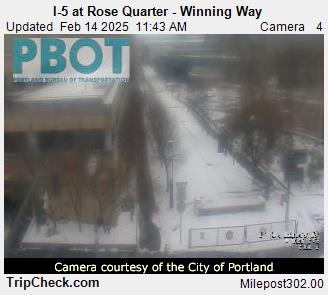 I-5 at Rose Quarter - Winning Way
Updated Feb 14 2025 11:43 AM Camera 4
PBOT
PORTLAND BUREAU OF TRANSPORTATION
Camera courtesy of the City of Portland
TripCheck.com Milepost302.00